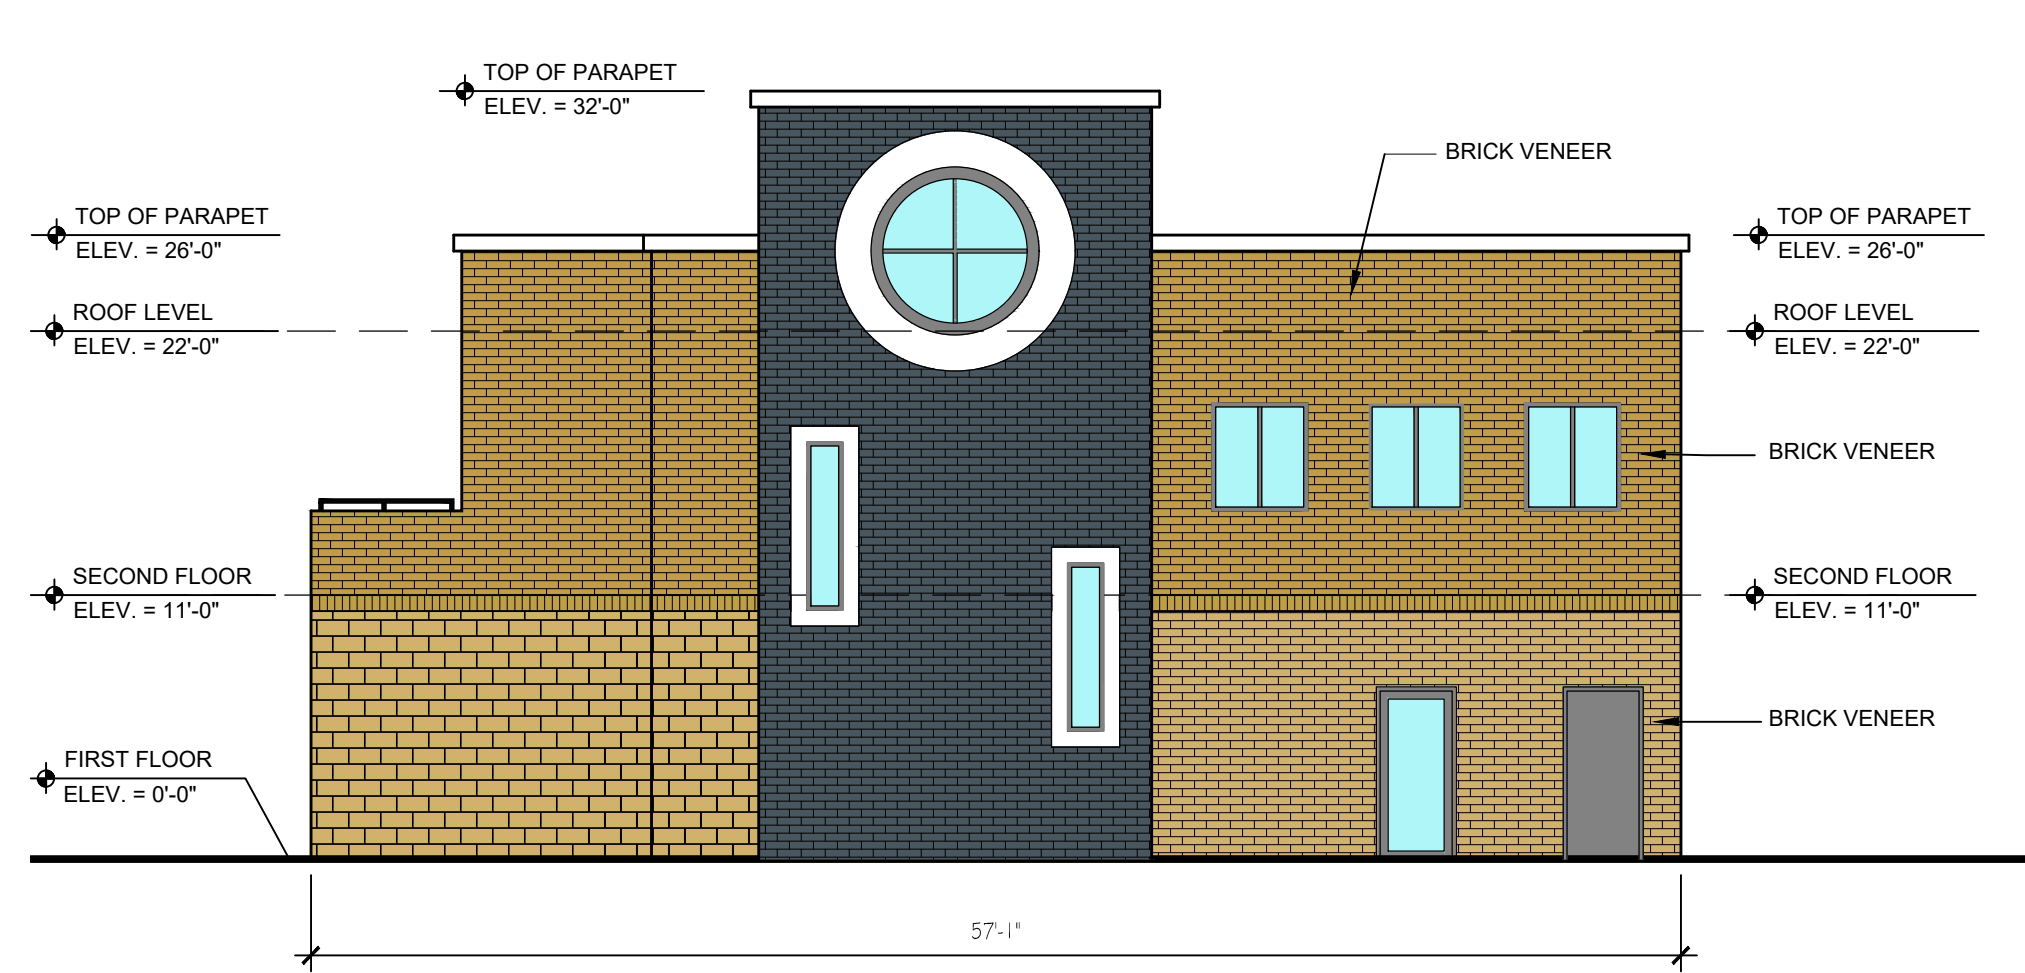 TOP OF PARAPET
ELEV. = 32'-0"
BRICK VENEER
TOP OF PARAPET
ELEV. = 26'-0"
TOP OF PARAPET
ELEV. = 26'-0"
ROOF LEVEL
ELEV. = 22'-0"
ROOF LEVEL
ELEV. = 22'-0"
BRICK VENEER
SECOND FLOOR
ELEV. = 11'-0"
SECOND FLOOR
ELEV. = 11'-0"
BRICK VENEER
FIRST FLOOR
ELEV. = 0'-0"
57'-1"